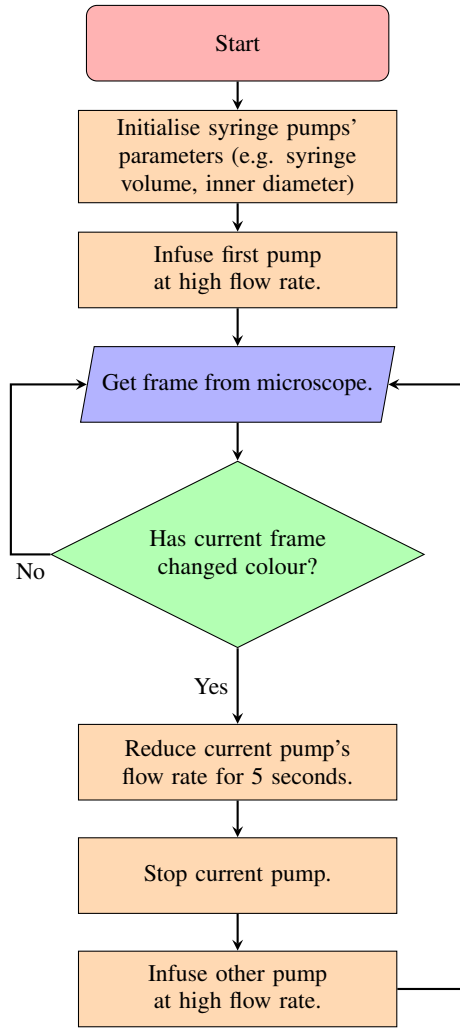 Start
Initialise syringe pumps'
parameters (e.g. syringe
volume, inner diameter)
Infuse first pump
at high flow rate.
Get frame from microscope.
Has current frame
changed colour?
No
Yes
Reduce current pump's
flow rate for 5 seconds.
Stop current pump.
Infuse other pump
at high flow rate.